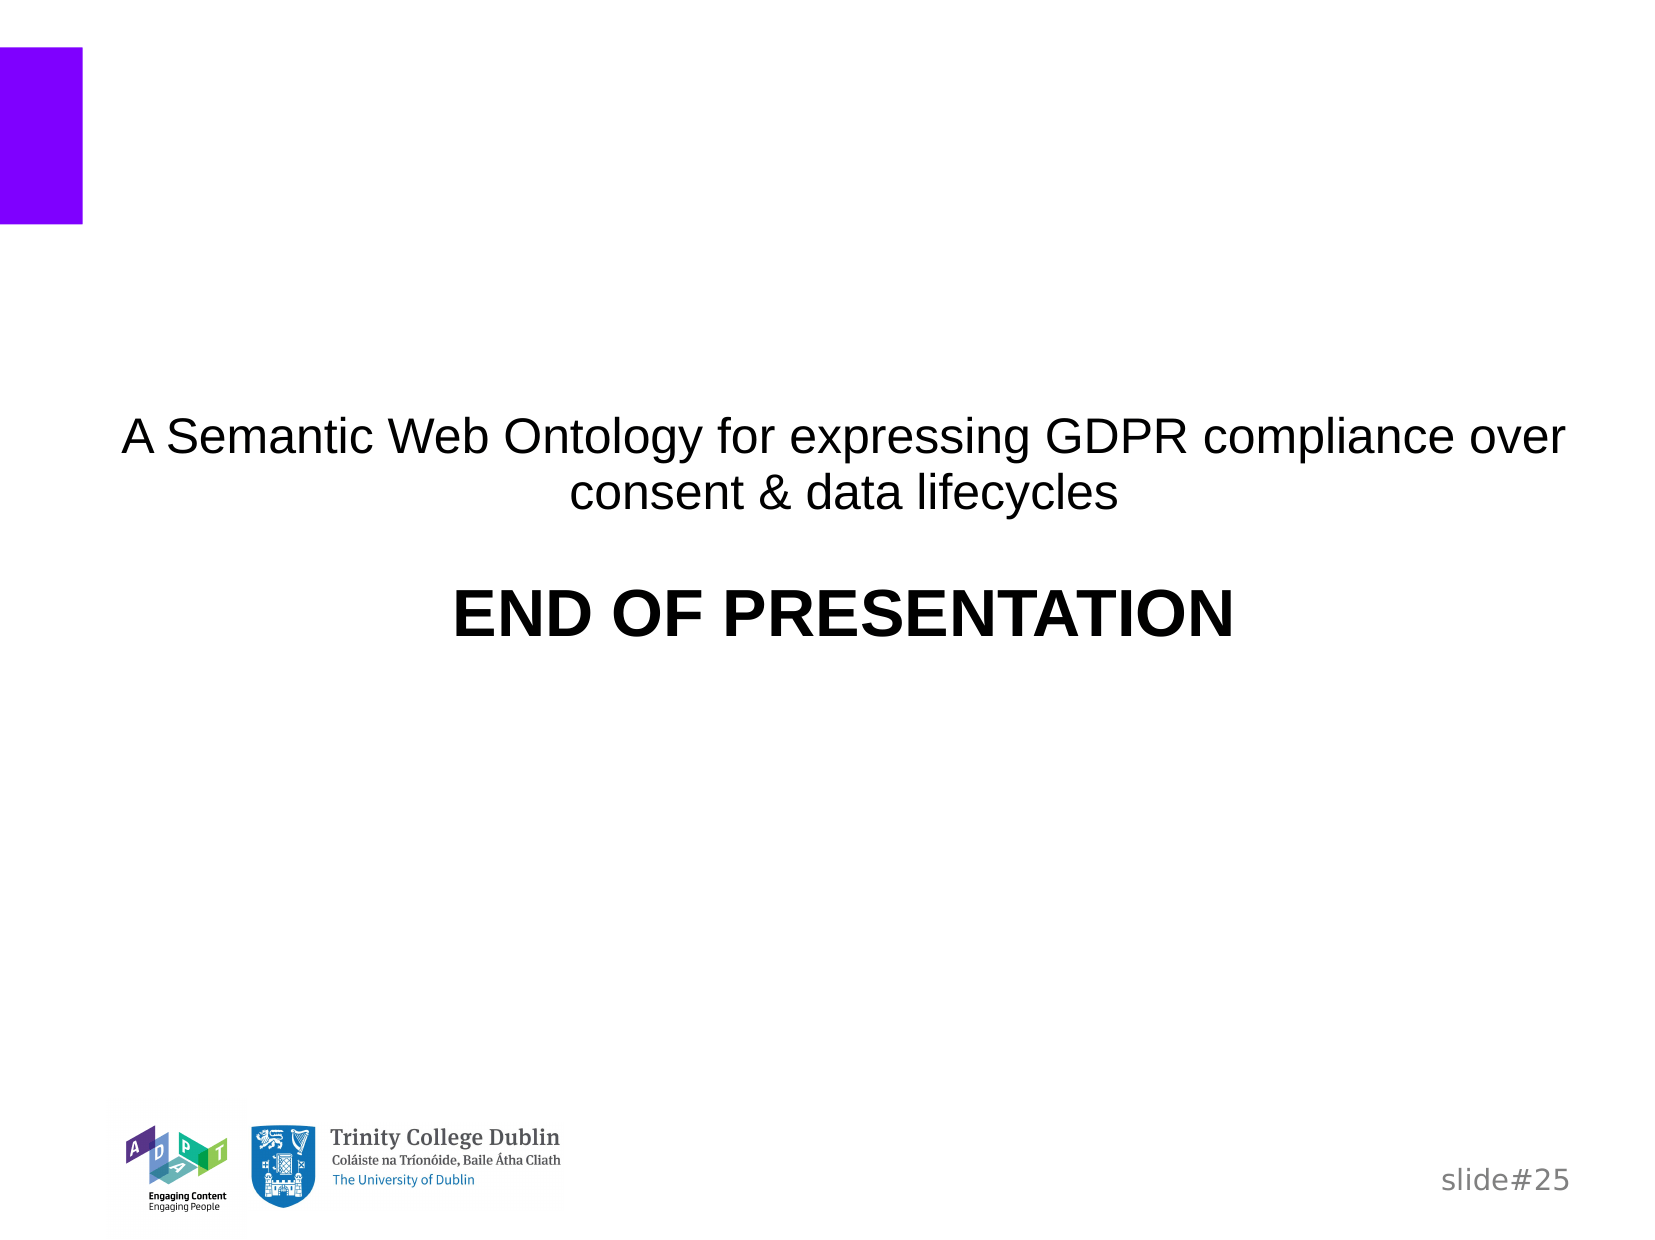 A Semantic Web Ontology for expressing GDPR compliance over
consent & data lifecycles
END OF PRESENTATION
A D A P T
Engaging Content
Engaging People
Trinity College Dublin
Coláiste na Tríonóide, Baile Átha Cliath
The University of Dublin
slide#25